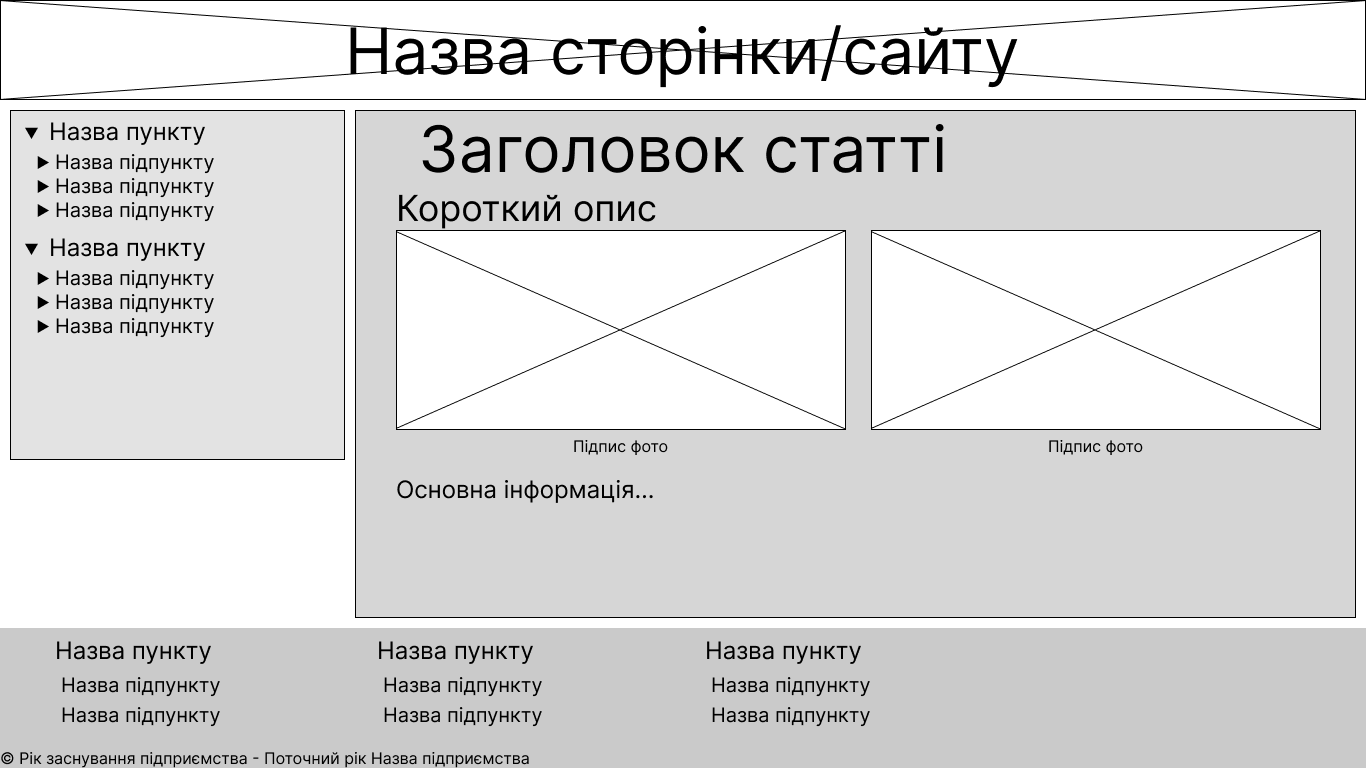 Назва сторінки/сайту
▼ Назва пункту
▶ Назва підпункту
▶ Назва підпункту
▶ Назва підпункту
▼ Назва пункту
▶ Назва підпункту
▶ Назва підпункту
▶ Назва підпункту
Заголовок статті
Короткий опис
Підпис фото
Підпис фото
Основна інформація...
Назва пункту
Назва підпункту
Назва підпункту
Назва пункту
Назва підпункту
Назва підпункту
Назва пункту
Назва підпункту
Назва підпункту
© Рік заснування підприємства - Поточний рік Назва підприємства